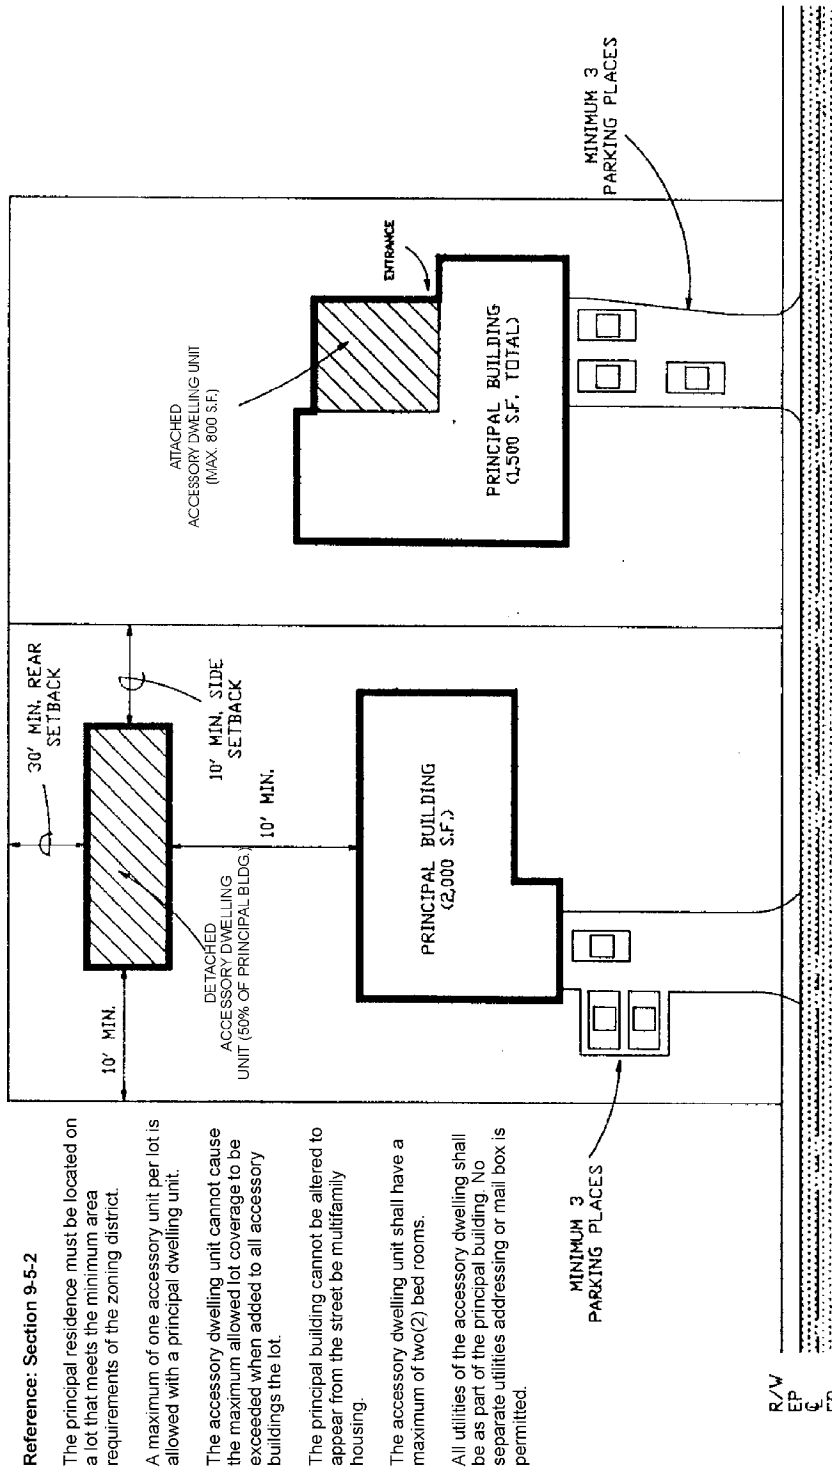 Reference: Section 9-5-2
The principal residence must be located on
a lot that meets the minimum area
requirements of the zoning district.
A maximum of one accessory unit per lot is
allowed with a principal dwelling unit.
The accessory dwelling unit cannot cause
the maximum allowed lot coverage to be
exceeded when added to all accessory
buildings the lot.
The principal building cannot be altered to
appear from the street be multifamily
housing.
The accessory dwelling unit shall have a
maximum of two(2) bed rooms.
All utilities of the accessory dwelling shall
be as part of the principal building. No
separate utilities addressing or mail box is
permitted.
30' MIN. REAR
SETBACK
10' MIN.
10' MIN. SIDE
SETBACK
DETACHED
ACCESSORY DWELLING
UNIT (50% OF PRINCIPAL BLDG.)
10' MIN.
PRINCIPAL BUILDING
(2,000 S.F.)
MINIMUM 3
PARKING PLACES
ATTACHED
ACCESSORY DWELLING UNIT
(MAX. 800 S.F.)
ENTRANCE
PRINCIPAL BUILDING
(1,500 S.F. TOTAL)
MINIMUM 3
PARKING PLACES
R/W
EP
℄
EP